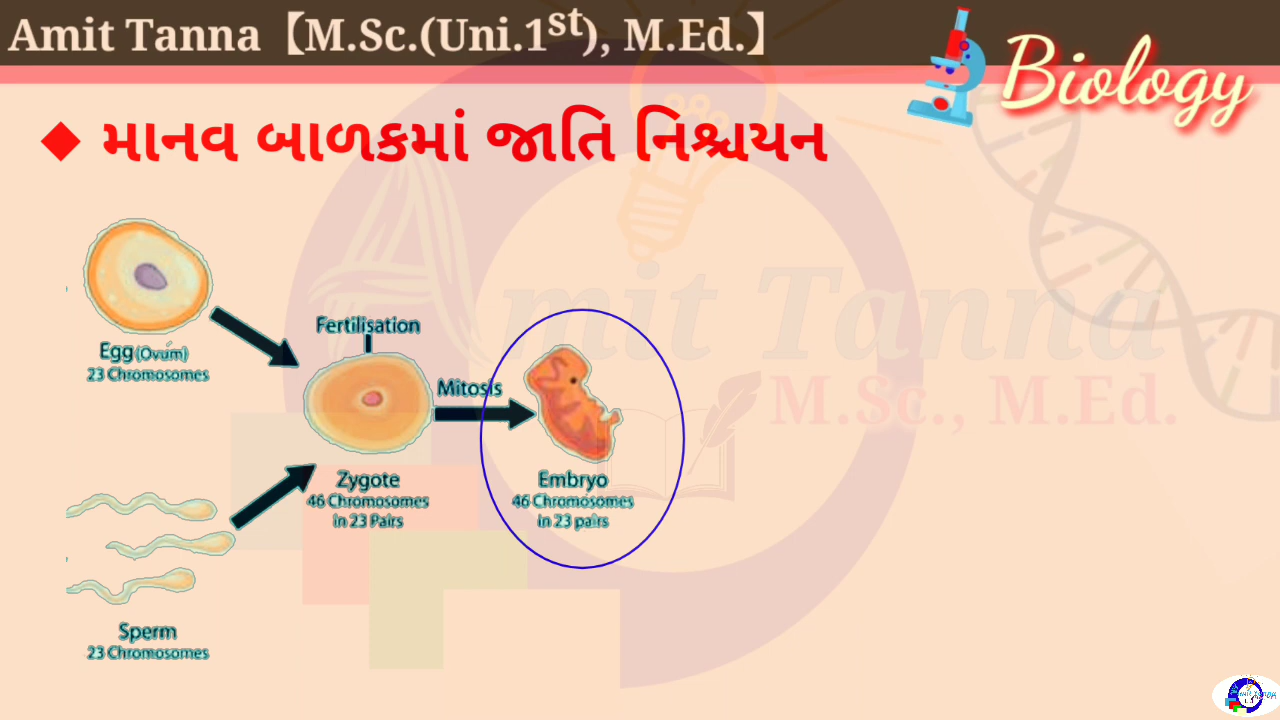 Amit Tanna【M.Sc.(Uni.1st), M.Ed.】
Biology
◆ માનવ બાળકમાં જાતિ નિશ્ચયન
Amit Tanna
M.Sc., M.Ed.
Egg (Ovum)
23 Chromosomes
Fertilisation
Mitosis
Zygote
46 Chromosomes
in 23 Pairs
Embryo
46 Chromosomes
in 23 pairs
Sperm
23 Chromosomes